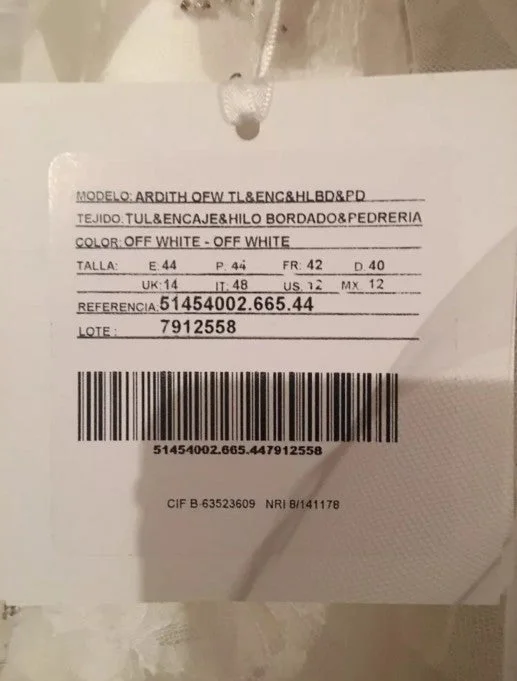 MODELO: ARDITH OFW TL&ENC&HLBD&PD
TEJIDO: TUL&ENCAJE&HILO BORDADO&PEDRERIA
COLOR: OFF WHITE - OFF WHITE
TALLA: E. 44 P. 44 FR: 42 D. 40
UK: 14 IT: 48 US. 12 MX. 12
REFERENCIA: 51454002.665.44
LOTE : 7912558
51454002.665.447912558
CIF B-63523609 NRI 8/141178